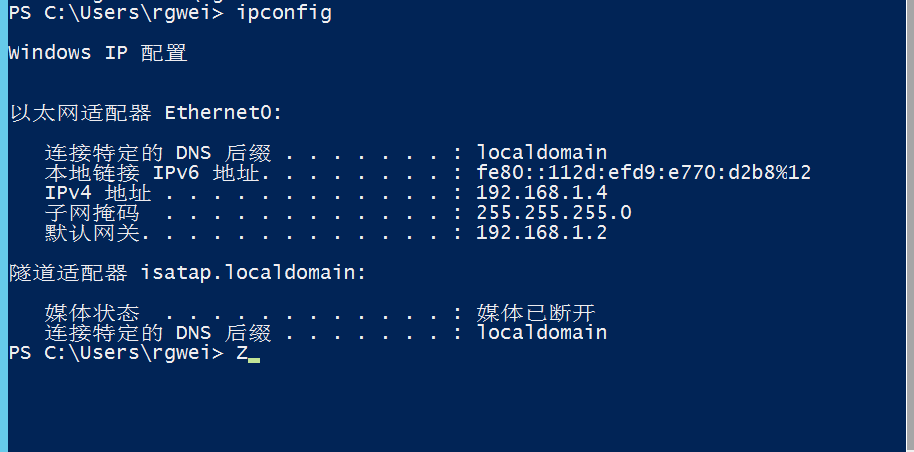 PS C:\Users\rgwei> ipconfig
Windows IP 配置
以太网适配器 Ethernet0:
连接特定的 DNS 后缀 . . . . . . . : localdomain
本地链接 IPv6 地址. . . . . . . . : fe80::112d:efd9:e770:d2b8%12
IPv4 地址 . . . . . . . . . . . . : 192.168.1.4
子网掩码  . . . . . . . . . . . . : 255.255.255.0
默认网关. . . . . . . . . . . . . : 192.168.1.2
隧道适配器 isatap.localdomain:
媒体状态  . . . . . . . . . . . . : 媒体已断开
连接特定的 DNS 后缀 . . . . . . . : localdomain
PS C:\Users\rgwei> Z